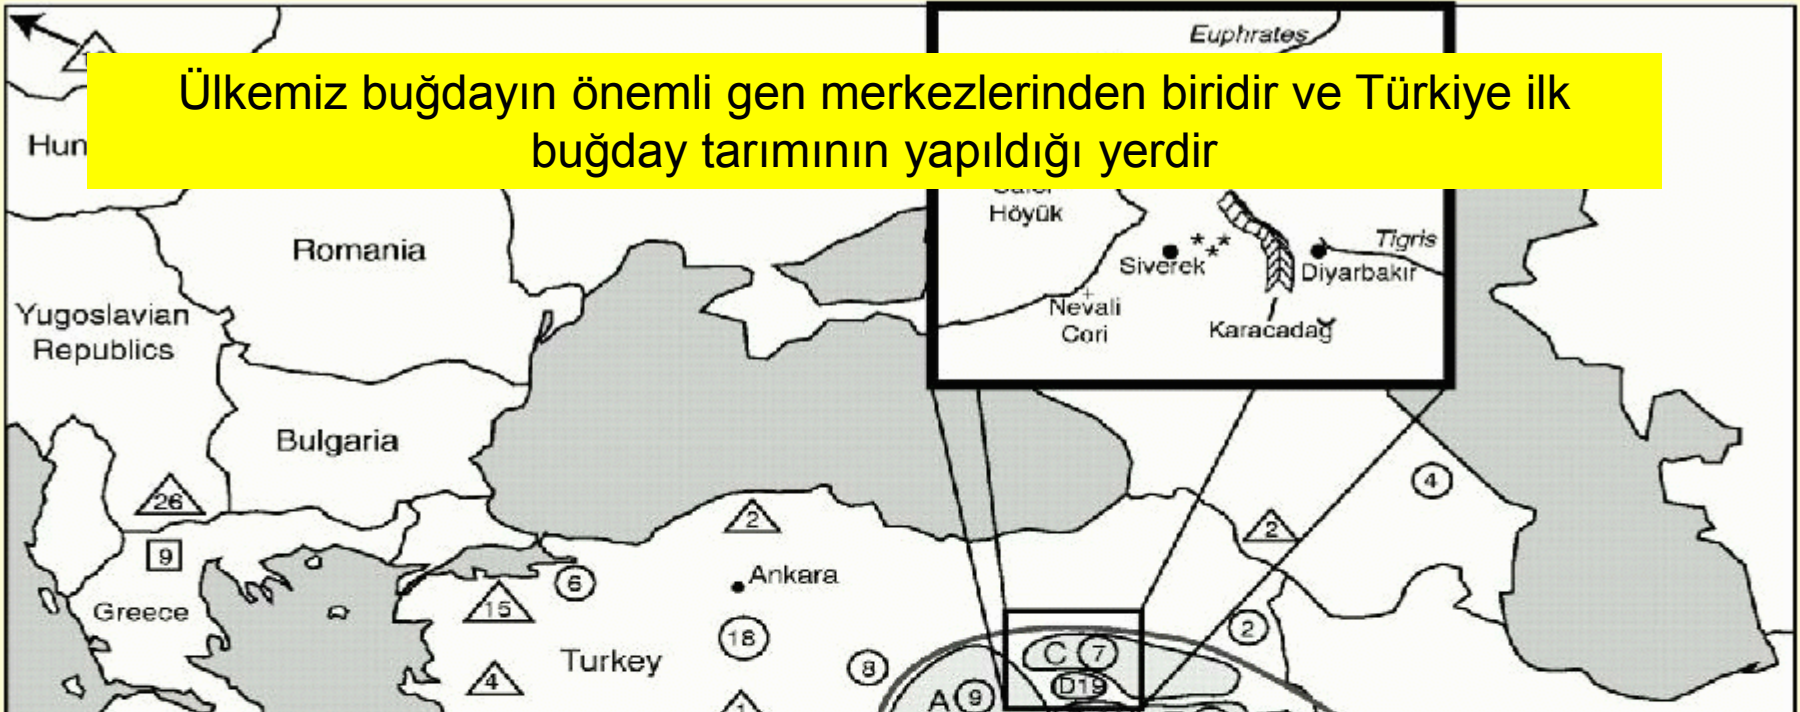 Euphrates
Ülkemiz buğdayın önemli gen merkezlerinden biridir ve Türkiye ilk
buğday tarımının yapıldığı yerdir
Höyük
Romania
Tigris
Siverek
Diyarbakır
Nevali
Cori
Karacadağ
Yugoslavian
Republics
Bulgaria
4
26
2
2
9
Ankara
6
15
Greece
18
2
Turkey
C 7
8
4
D19
A 9
1